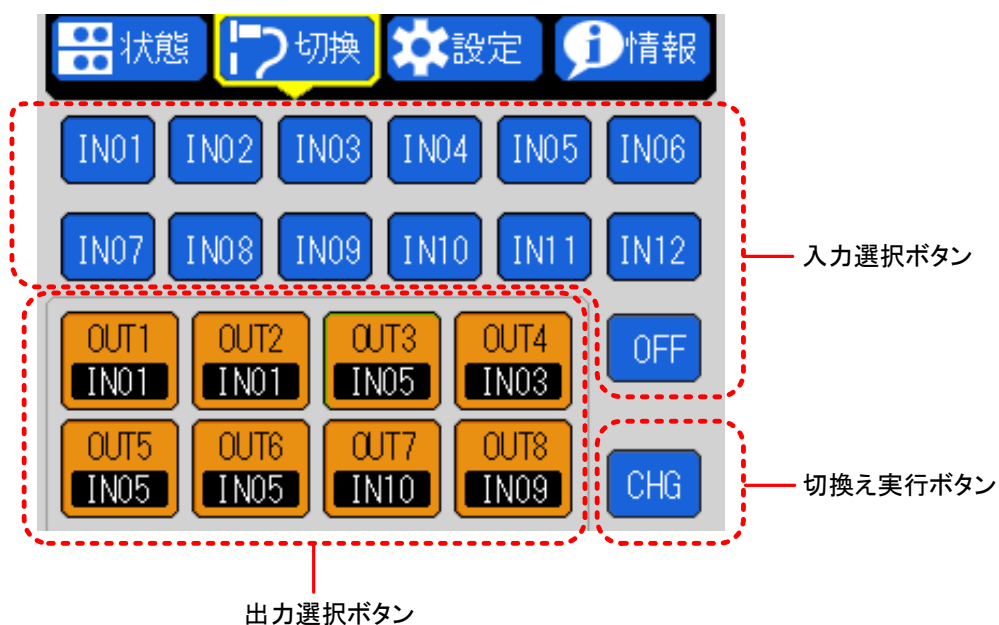 状態 切換 設定 情報
IN01 IN02 IN03 IN04 IN05 IN06
IN07 IN08 IN09 IN10 IN11 IN12
入力選択ボタン
OUT1 OUT2 OUT3 OUT4
IN01 IN01 IN05 IN03
OFF
OUT5 OUT6 OUT7 OUT8
IN05 IN05 IN10 IN09
CHG
切換え実行ボタン
出力選択ボタン